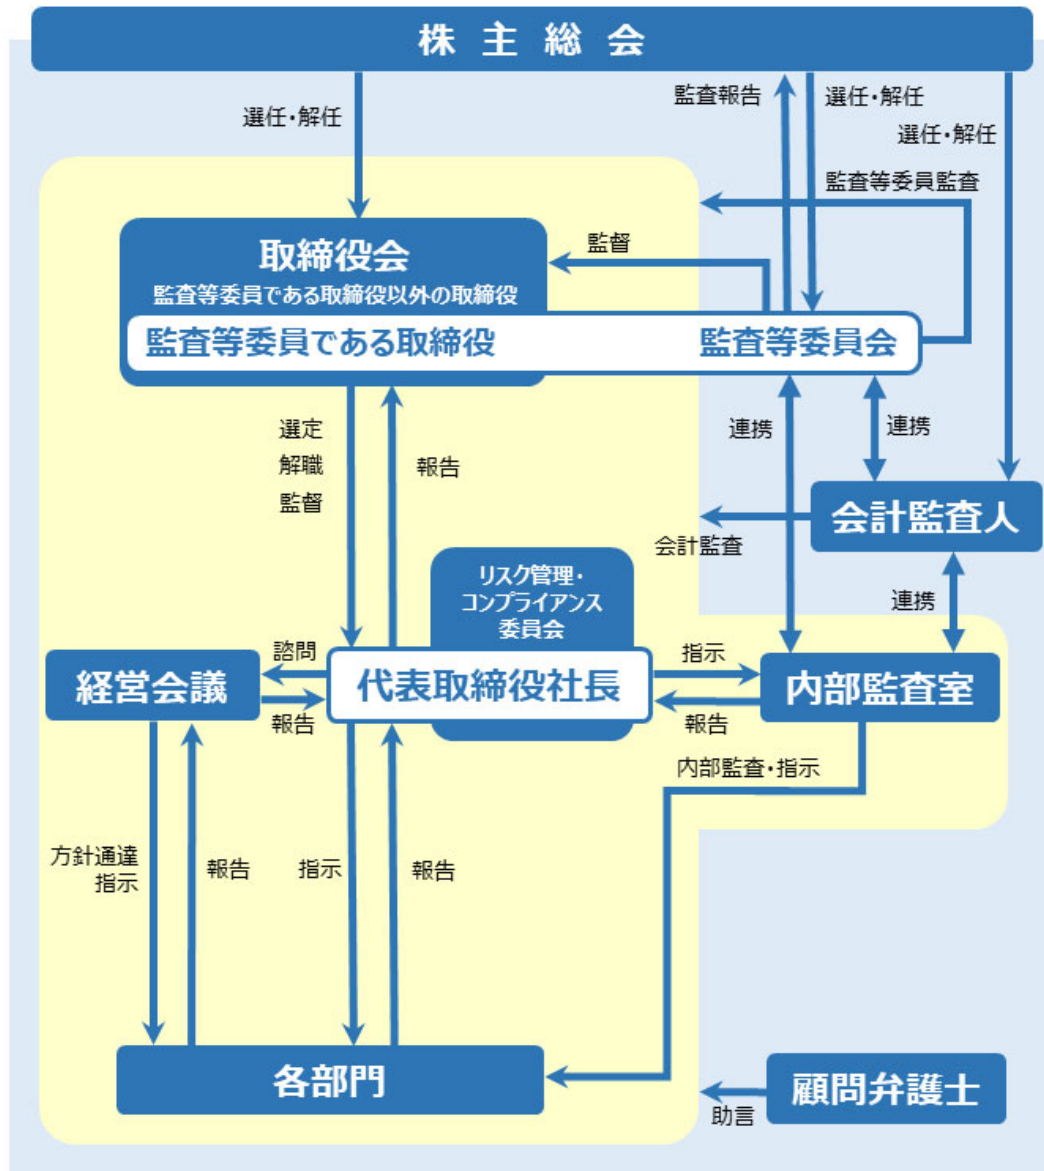 株主総会
選任・解任
監査報告
選任・解任
選任・解任
監査等委員監査
監督
取締役会
監査等委員である取締役以外の取締役
監査等委員である取締役
監査等委員会
選定
解職
監督
報告
連携
連携
会計監査人
会計監査
連携
リスク管理・
コンプライアンス
委員会
諮問
指示
経営会議
代表取締役社長
内部監査室
報告
報告
内部監査・指示
方針通達
指示
報告
指示
報告
各部門
顧問弁護士
助言